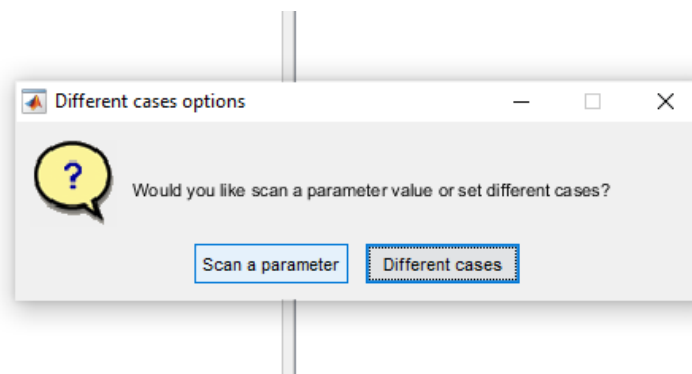 Different cases options
?
Would you like scan a parameter value or set different cases?
Scan a parameter
Different cases